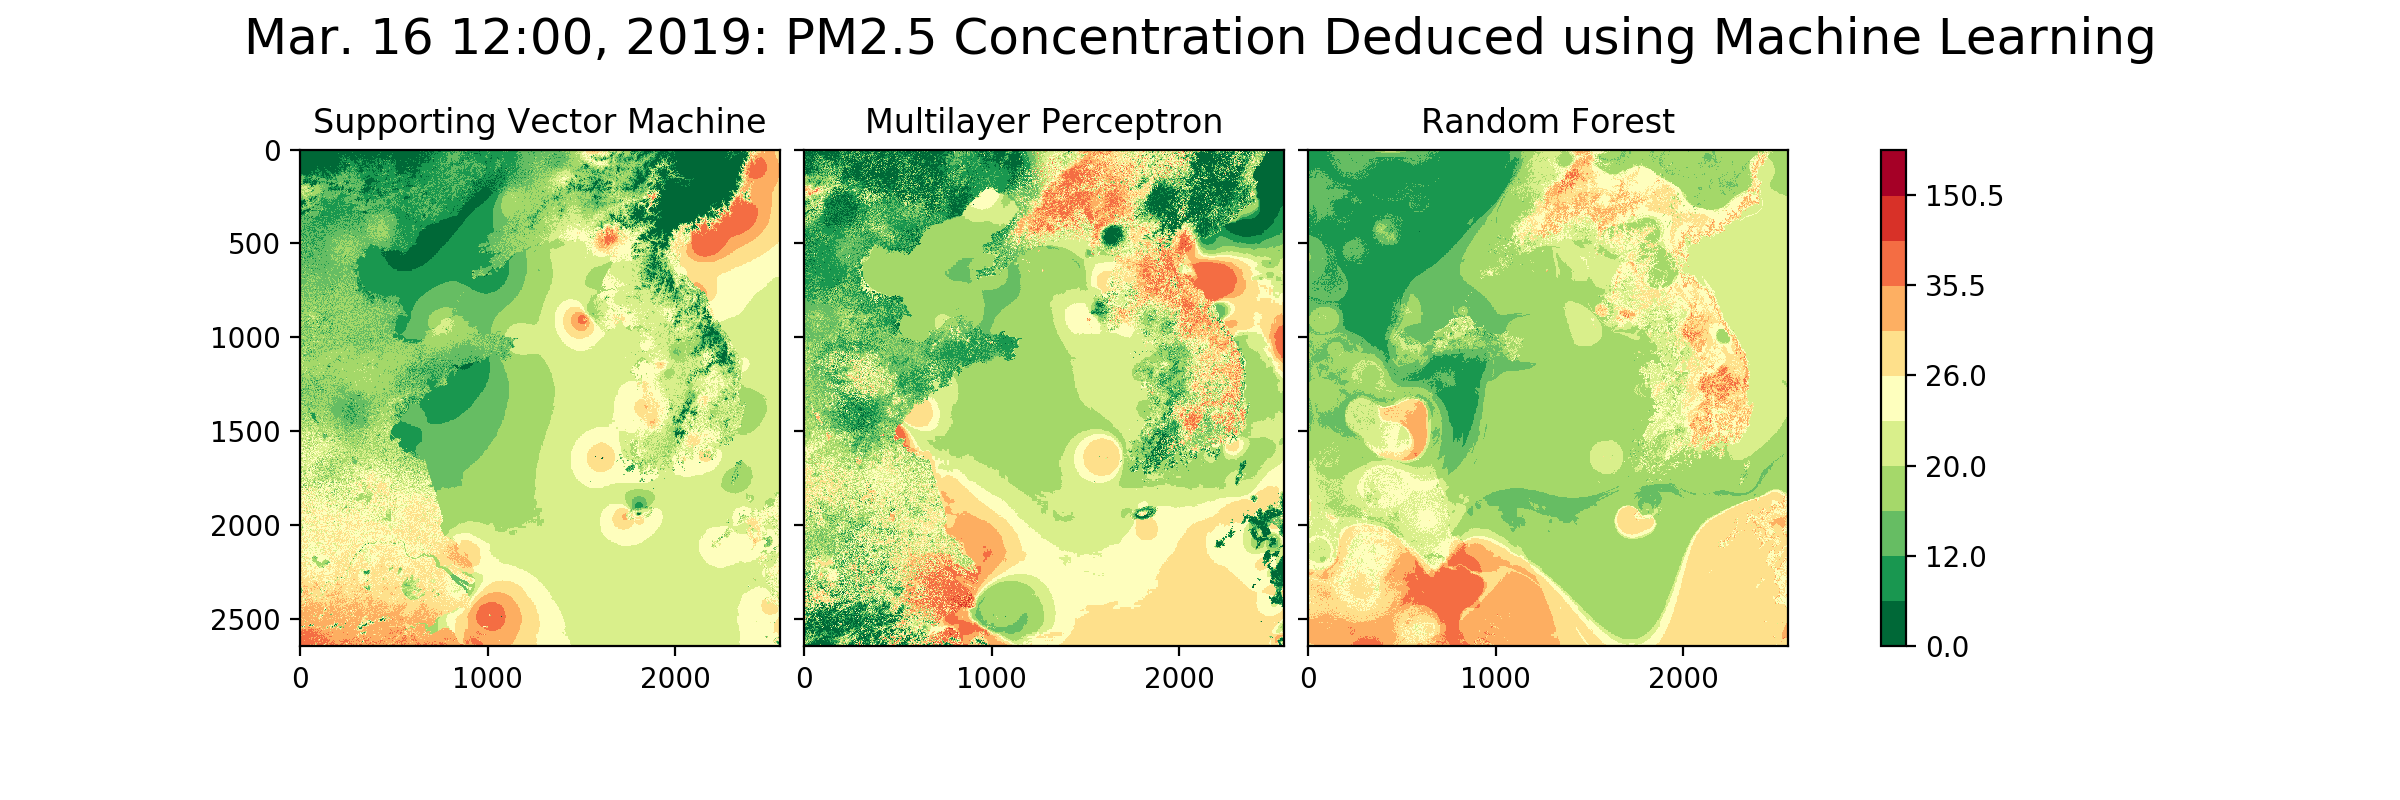 Mar. 16 12:00, 2019: PM2.5 Concentration Deduced using Machine Learning
Supporting Vector Machine
Multilayer Perceptron
Random Forest
0
500
1000
1500
2000
2500
0 1000 2000
0 1000 2000
0 1000 2000
150.5
35.5
26.0
20.0
12.0
0.0